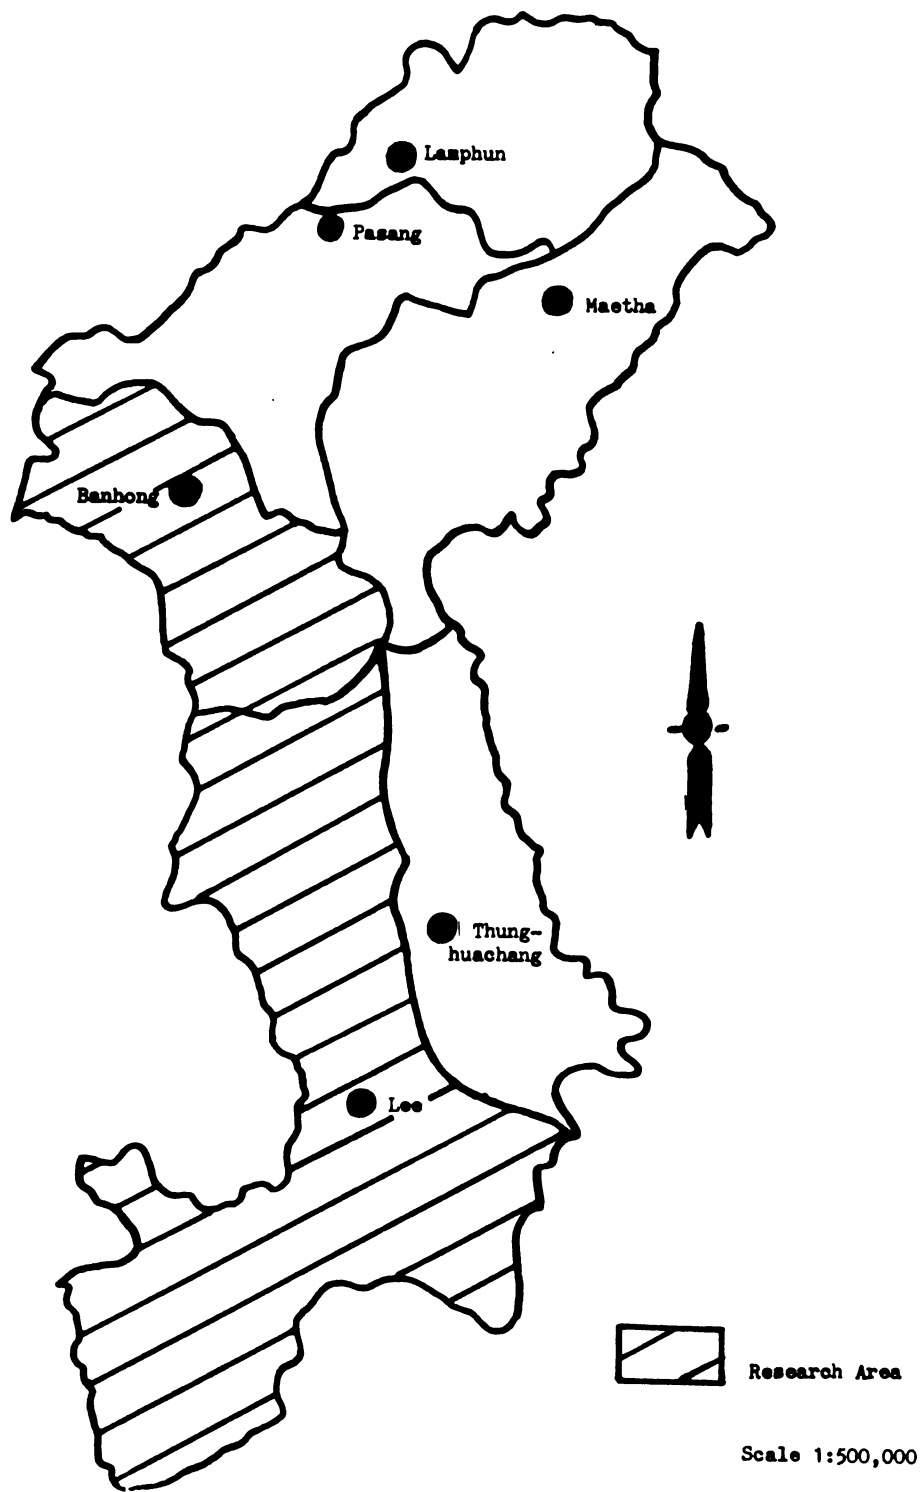 Lamphun
Pasang
Maetha
Banhong
Thung-
huachang
Lee
Research Area
Scale 1:500,000